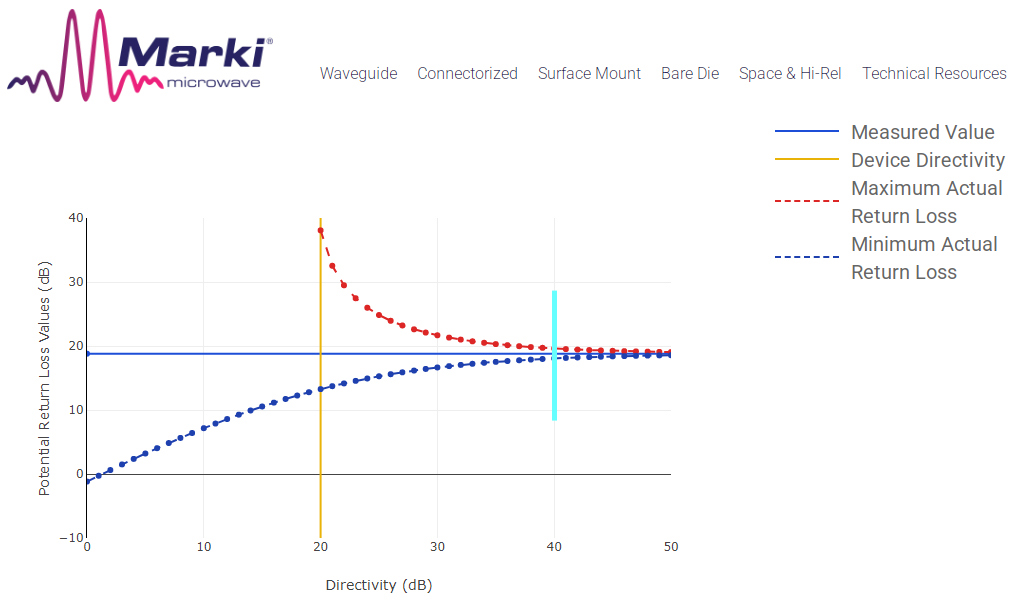 Marki®
microwave
Waveguide Connectorized Surface Mount Bare Die Space & Hi-Rel Technical Resources
Measured Value
Device Directivity
Maximum Actual
Return Loss
Minimum Actual
Return Loss
Potential Return Loss Values (dB)
40
30
20
10
0
−10
0 10 20 30 40 50
Directivity (dB)